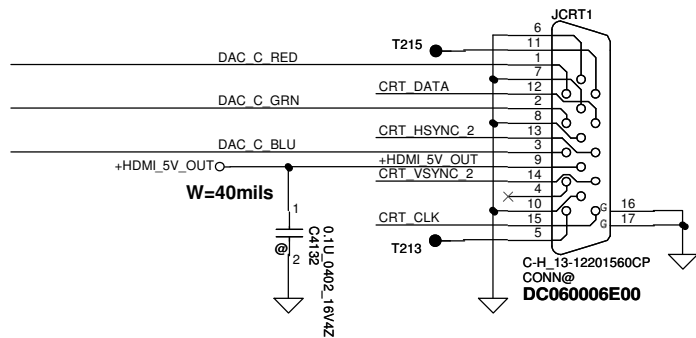 JCRT1
6
T215
11
DAC_C_RED
1
7
CRT_DATA
12
DAC_C_GRN
2
8
CRT_HSYNC_2
13
DAC_C_BLU
3
+HDMI_5V_OUT
+HDMI_5V_OUT
9
W=40mils
CRT_VSYNC_2
14
4
10
G
16
1
CRT_CLK
15
G
17
T213
5
@
2
C4132
0.1U_0402_16V4Z
C-H_13-12201560CP
CONN@
DC060006E00